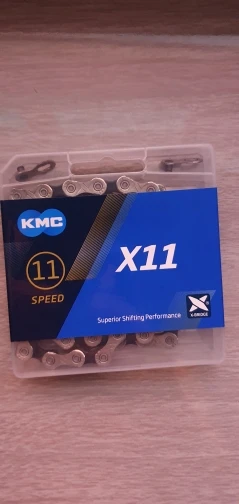 KMC
11
SPEED
X11
Superior Shifting Performance
X-BRIDGE